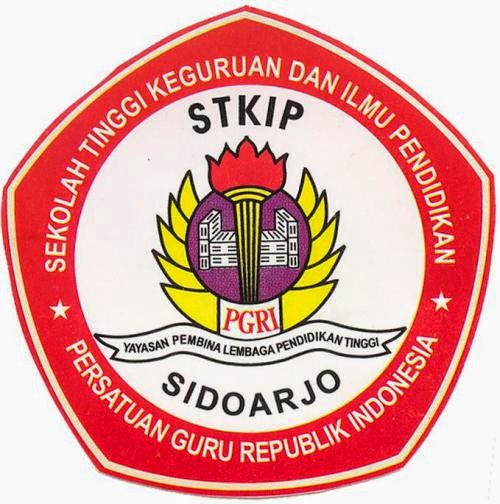 SEKOLAH TINGGI KEGURUAN DAN ILMU PENDIDIKAN
STKIP
PGRI
YAYASAN PEMBINA LEMBAGA PENDIDIKAN TINGGI
SIDOARJO
PERSATUAN GURU REPUBLIK INDONESIA